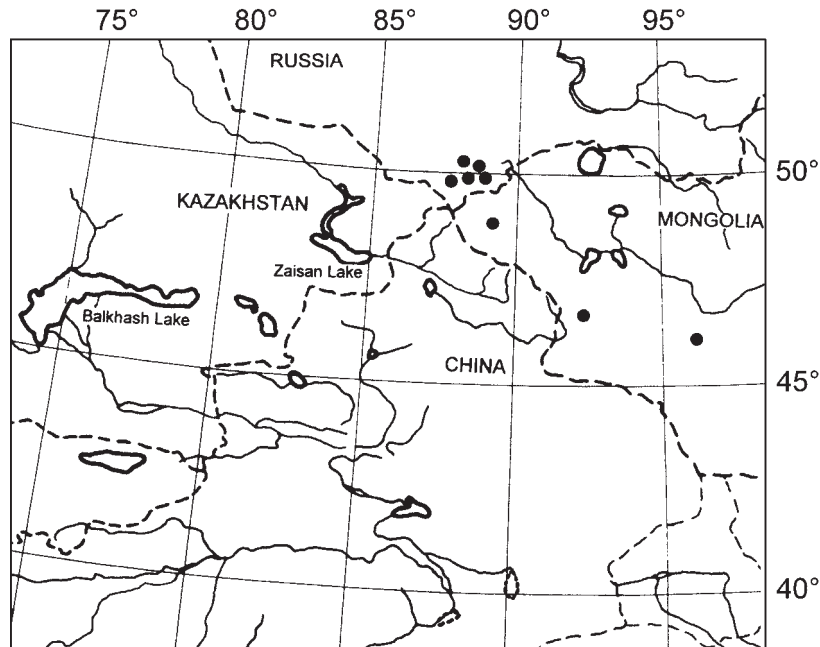 75° 80° 85° 90° 95°
RUSSIA
50°
KAZAKHSTAN
MONGOLIA
Zaisan Lake
Balkhash Lake
CHINA
45°
40°